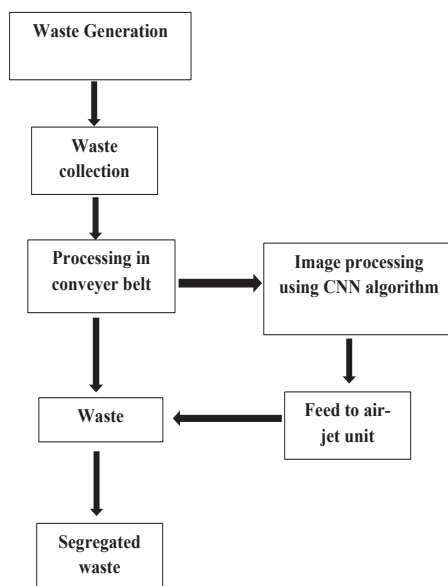 Waste Generation
Waste
collection
Processing in
conveyer belt
Image processing
using CNN algorithm
Waste
Feed to air-
jet unit
Segregated
waste